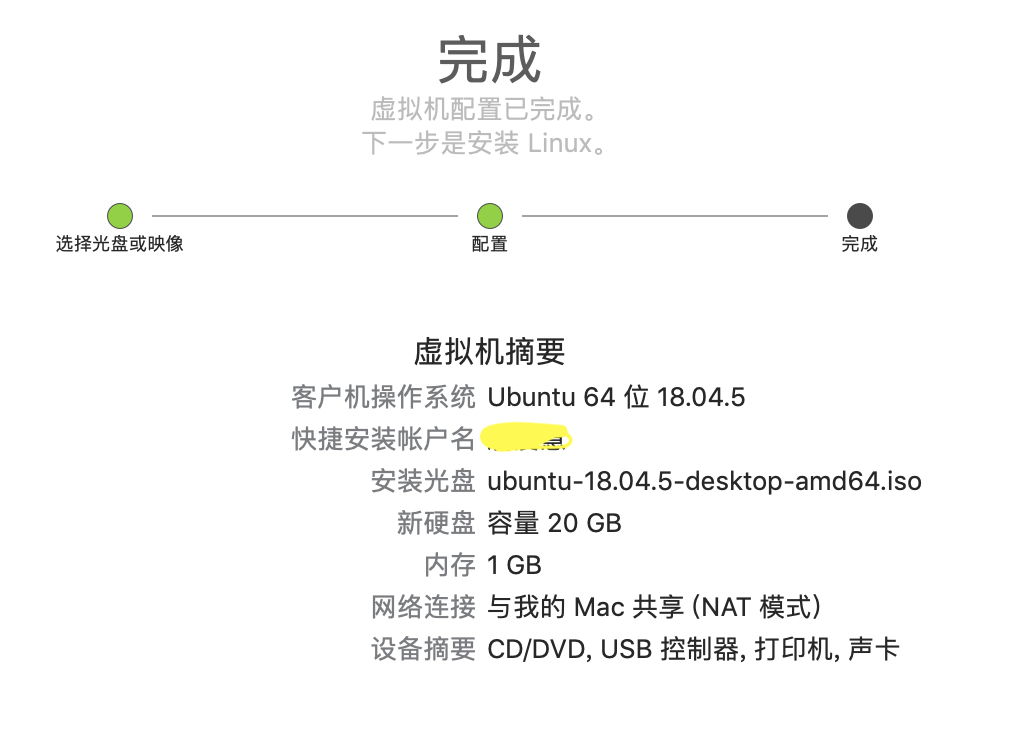 完成
虚拟机配置已完成。
下一步是安装 Linux。
选择光盘或映像
配置
完成
虚拟机摘要
客户机操作系统 Ubuntu 64 位 18.04.5
快捷安装帐户名
安装光盘 ubuntu-18.04.5-desktop-amd64.iso
新硬盘 容量 20 GB
内存 1 GB
网络连接 与我的 Mac 共享 (NAT 模式)
设备摘要 CD/DVD, USB 控制器, 打印机, 声卡